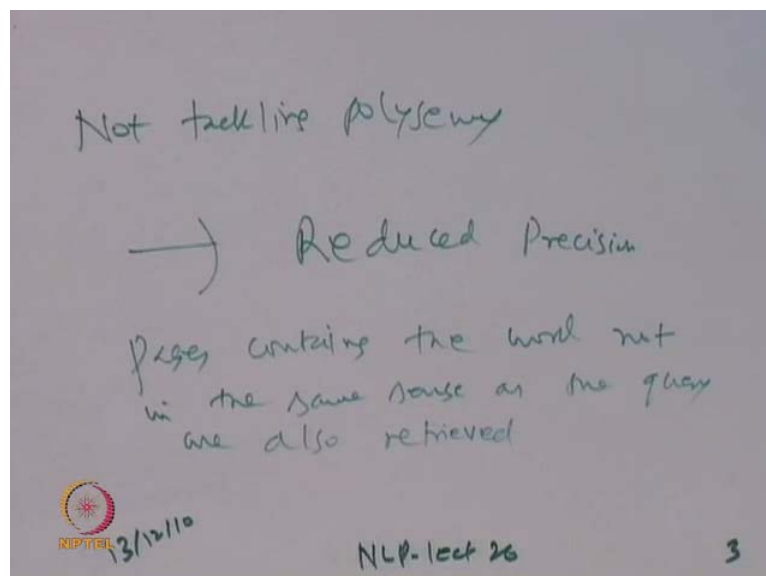 Not tackling polysemy
→ Reduced Precision
Pages containing the word not
in the same sense as the query
are also retrieved
NPTEL 13/12/10 NLP-lect 26 3